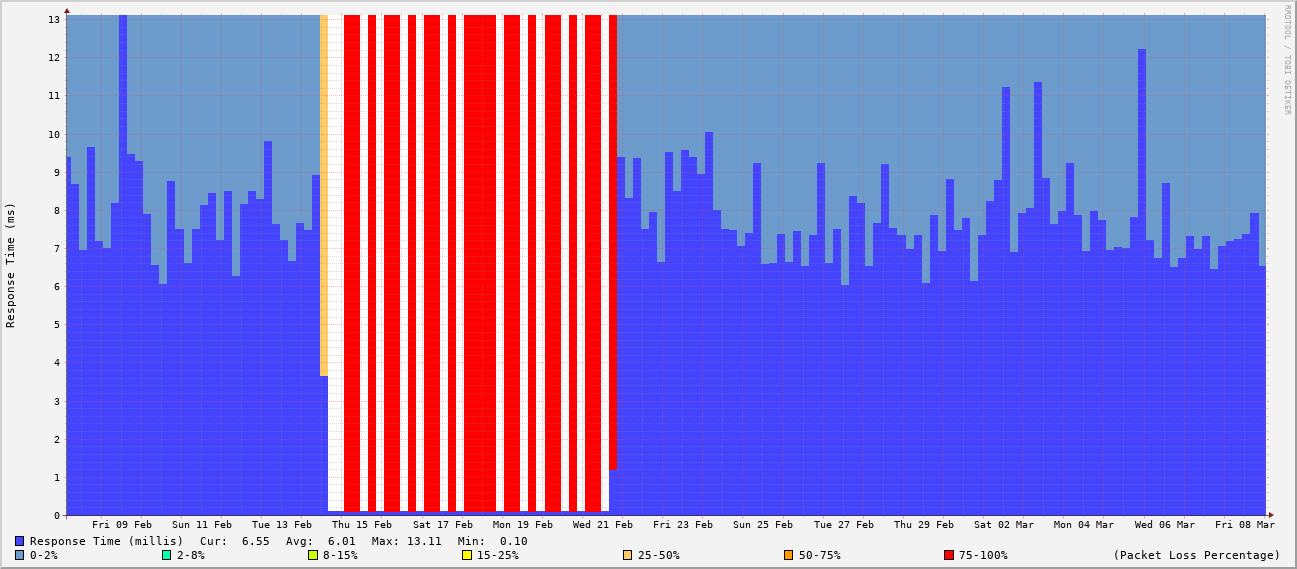 RRDTOOL / TOBI OETIKER
Response Time (ms)
13
12
11
10
9
8
7
6
5
4
3
2
1
0
Fri 09 Feb Sun 11 Feb Tue 13 Feb Thu 15 Feb Sat 17 Feb Mon 19 Feb Wed 21 Feb Fri 23 Feb Sun 25 Feb Tue 27 Feb Thu 29 Feb Sat 02 Mar Mon 04 Mar Wed 06 Mar Fri 08 Mar
Response Time (millis) Cur: 6.55 Avg: 6.01 Max: 13.11 Min: 0.10
0-2% 2-8% 8-15% 15-25% 25-50% 50-75% 75-100% (Packet Loss Percentage)